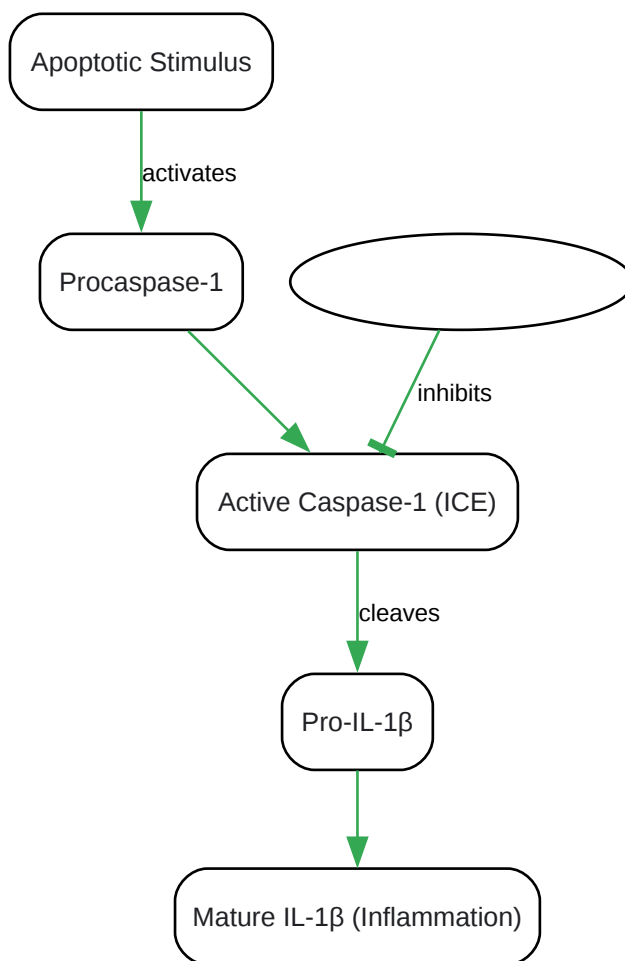 Apoptotic Stimulus
activates
Procaspase-1
inhibits
Active Caspase-1 (ICE)
cleaves
Pro-IL-1β
Mature IL-1β (Inflammation)